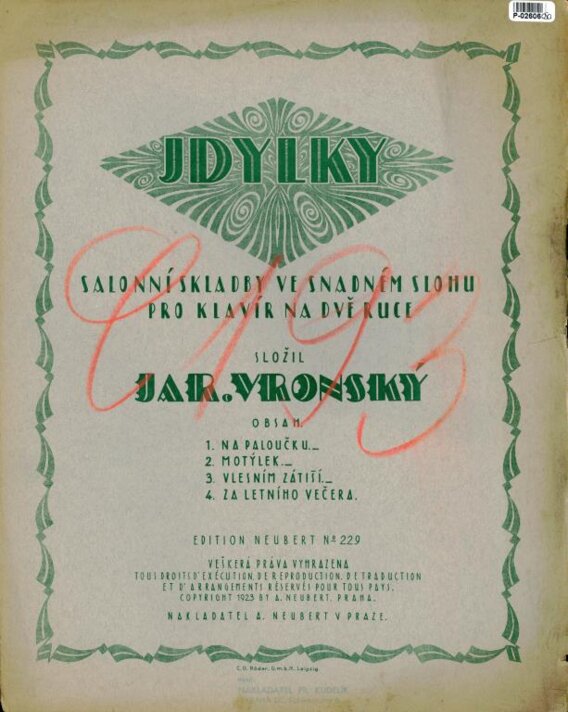 P-02606
JDYLKY
SALONNÍ SKLADBY VE SNADNÉM SLOHU
PRO KLAVÍR NA DVĚ RUCE
C193
SLOŽIL
JAR. VRONSKÝ
OBSAH.
1. NA PALOUČKU._
2. MOTÝLEK._
3. VLESNÍM ZÁTIŠÍ._
4. ZA LETNÍHO VEČERA.
EDITION NEUBERT No 229
VEŠKERÁ PRÁVA VYHRAZENA
TOUS DROITS D'EXÉCUTION, DE REPRODUCTION, DE TRADUCTION
ET D'ARRANGEMENTS RÉSERVÉS POUR TOUS PAYS.
COPYRIGHT 1923 BY A. NEUBERT, PRAHA.
NAKLADATEL A. NEUBERT V PRAZE.
C. G. Röder, G.m.b.H. Leipzig.
NAKLADATEL FR. KUDELÍK